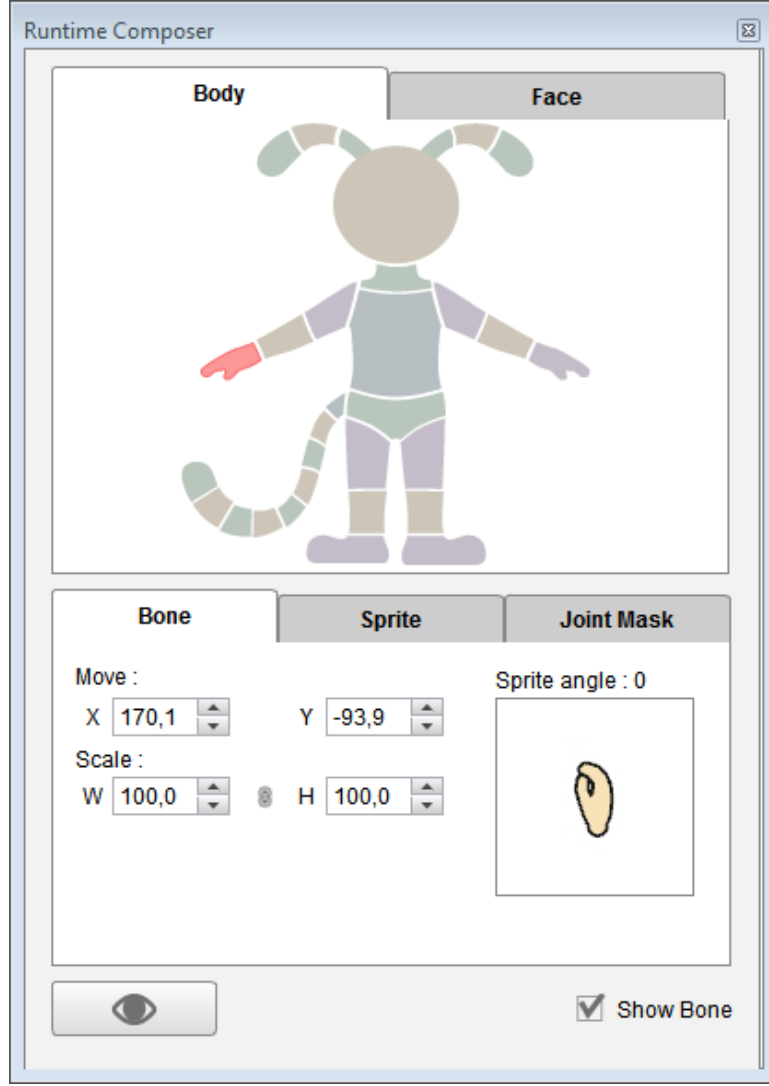 Runtime Composer
Body Face
Bone Sprite Joint Mask
Move :
Sprite angle : 0
X 170,1 Y -93,9
Scale :
W 100,0 H 100,0
Show Bone